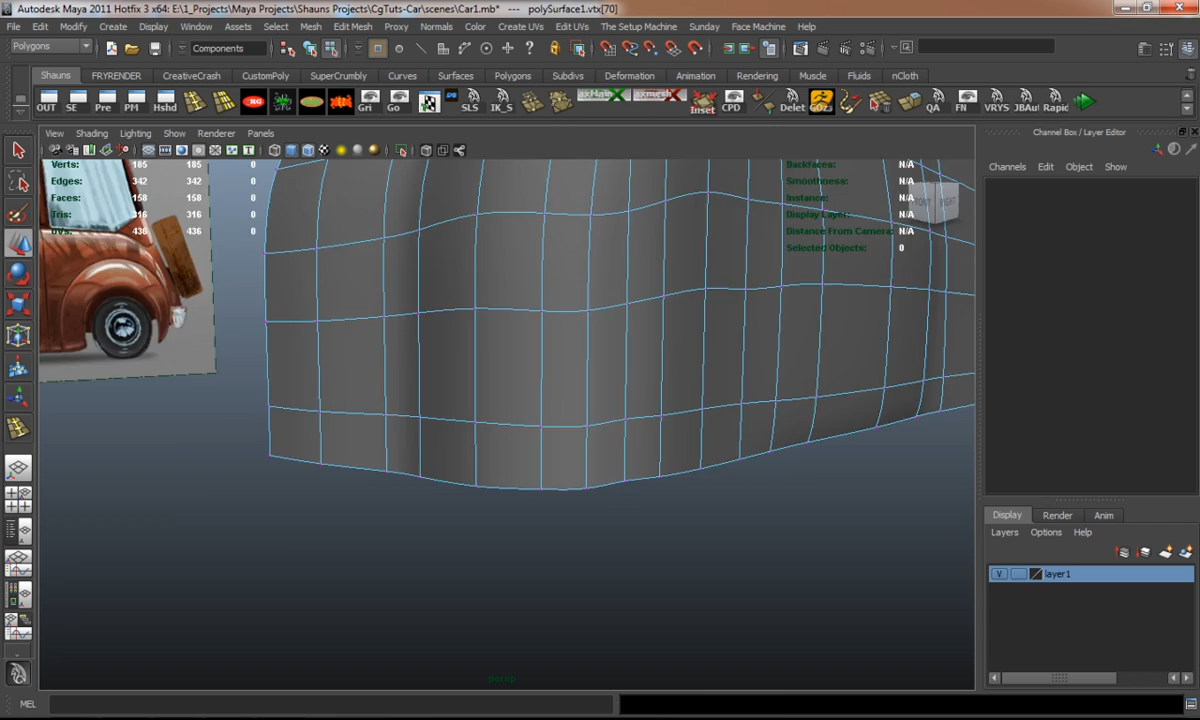 Autodesk Maya 2011 Hotfix 3 x64: E:\1_Projects\Maya Projects\Shauns Projects\CgTuts-Car\scenes\Car1.mb* --- polySurface1.vtx[70]
File Edit Modify Create Display Window Assets Select Mesh Proxy Edit Mesh Normals Color Create UVs Edit UVs The Setup Machine Sunday Face Machine Help
Polygons Components
Shauns FRYRENDER CreativeCrash CustomPoly SuperCrumbly Curves Surfaces Polygons Subdivs Deformation Animation Rendering Muscle Fluids nCloth
OUT SE Pre PM Hshd Gri Go SLS IK_S Inset CPD Delet GOz3 QA FN VRYS JBAut Rapid
Channel Box / Layer Editor
View Shading Lighting Show Renderer Panels
Channels Edit Object Show
Verts: 185 185 0
Edges: 342 342 0
Faces: 158 158 0
Tris: 316 316 0
UVs: 436 436 0
Backfaces: N/A
Smoothness: N/A
Instance: N/A
Display Layer: N/A
Distance From Camera: N/A
Selected Objects: 0
RIGHT
Display Render Anim
Layers Options Help
V layer1
persp
MEL